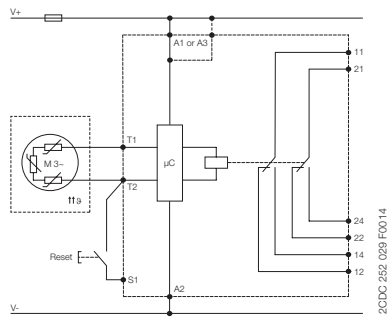 V+
A1 or A3
11
21
T1
M 3~
µC
T2
⇈ϑ
24
22
Reset
14
S1
12
A2
V-
2CDC 252 029 F0014